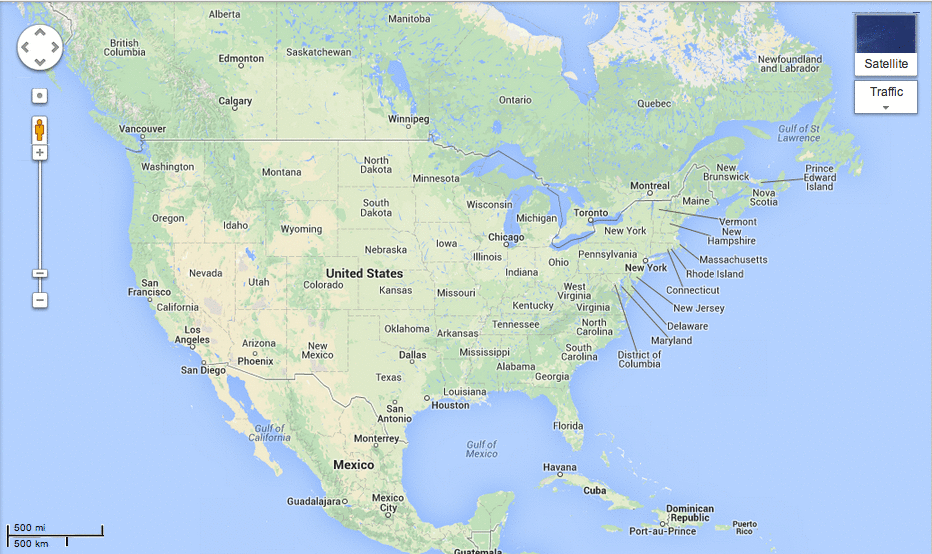 Alberta
Manitoba
British
Columbia
Saskatchewan
Edmonton
Newfoundland
and Labrador
Satellite
Traffic
Calgary
Ontario
Quebec
Winnipeg
Vancouver
Gulf of St
Lawrence
Washington
Montana
North
Dakota
Minnesota
Montreal
Maine
New
Brunswick
Prince
Edward
Island
Nova
Scotia
Oregon
Idaho
Wyoming
South
Dakota
Wisconsin
Michigan
Toronto
New York
Vermont
New
Hampshire
Nebraska
Iowa
Chicago
Illinois
Indiana
Ohio
Pennsylvania
New York
Massachusetts
Rhode Island
Connecticut
Nevada
Utah
Colorado
United States
Kansas
Missouri
West
Virginia
Virginia
Kentucky
New Jersey
Delaware
Maryland
San
Francisco
California
Los
Angeles
Arizona
Phoenix
New
Mexico
Oklahoma
Arkansas
Tennessee
North
Carolina
South
Carolina
District of
Columbia
San Diego
Dallas
Texas
Mississippi
Alabama
Georgia
Louisiana
Houston
San
Antonio
Florida
Gulf of
California
Monterrey
Gulf of
Mexico
Mexico
Havana
Cuba
Guadalajara
Mexico
City
Dominican
Republic
Port-au-Prince
Puerto
Rico
Guatemala
500 mi
500 km